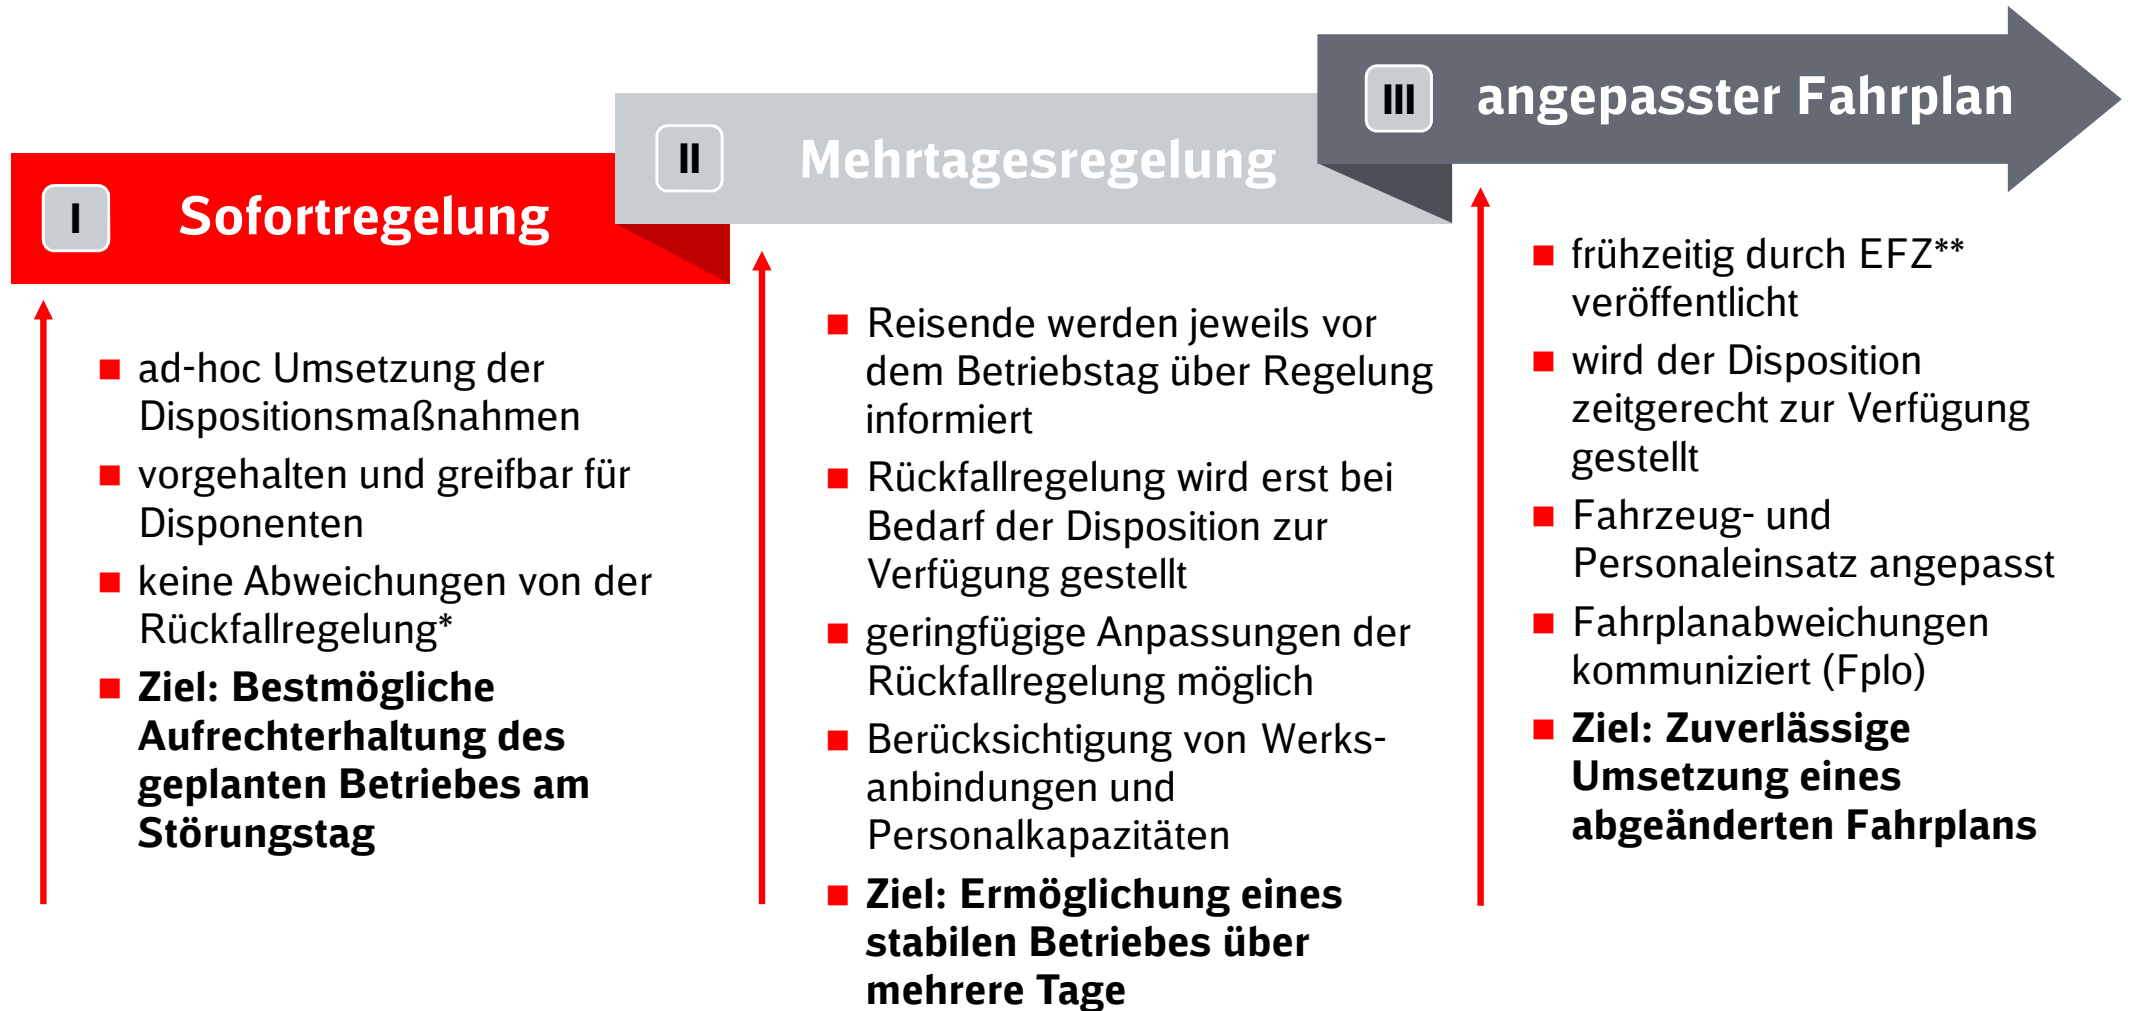 I
Sofortregelung
ad-hoc Umsetzung der
Dispositionsmaßnahmen
vorgehalten und greifbar für
Disponenten
keine Abweichungen von der
Rückfallregelung*
Ziel: Bestmögliche
Aufrechterhaltung des
geplanten Betriebes am
Störungstag
II
Mehrtagesregelung
Reisende werden jeweils vor
dem Betriebstag über Regelung
informiert
Rückfallregelung wird erst bei
Bedarf der Disposition zur
Verfügung gestellt
geringfügige Anpassungen der
Rückfallregelung möglich
Berücksichtigung von Werks-
anbindungen und
Personalkapazitäten
Ziel: Ermöglichung eines
stabilen Betriebes über
mehrere Tage
III
angepasster Fahrplan
frühzeitig durch EFZ**
veröffentlicht
wird der Disposition
zeitgerecht zur Verfügung
gestellt
Fahrzeug- und
Personaleinsatz angepasst
Fahrplanabweichungen
kommuniziert (Fplo)
Ziel: Zuverlässige
Umsetzung eines
abgeänderten Fahrplans